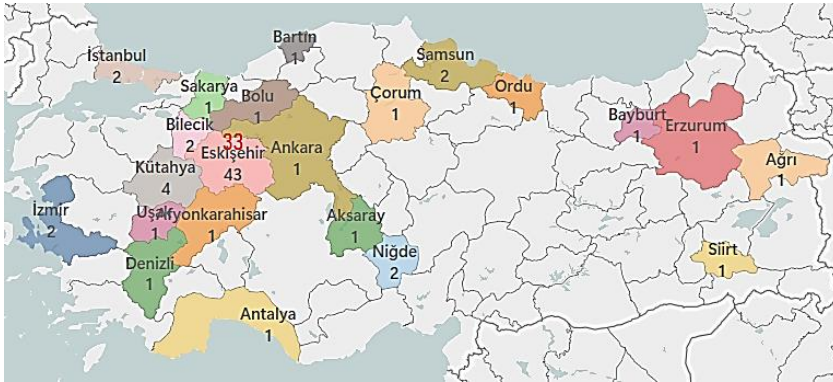 Bartın
1
İstanbul
2
Samsun
2
Sakarya
1
Bolu
1
Çorum
1
Ordu
1
Bilecik
2
33
Eskişehir
43
Ankara
1
Bayburt
1
Erzurum
1
Ağrı
1
Kütahya
4
İzmir
2
Uşak
1
Afyonkarahisar
1
Aksaray
1
Niğde
2
Siirt
1
Denizli
1
Antalya
1